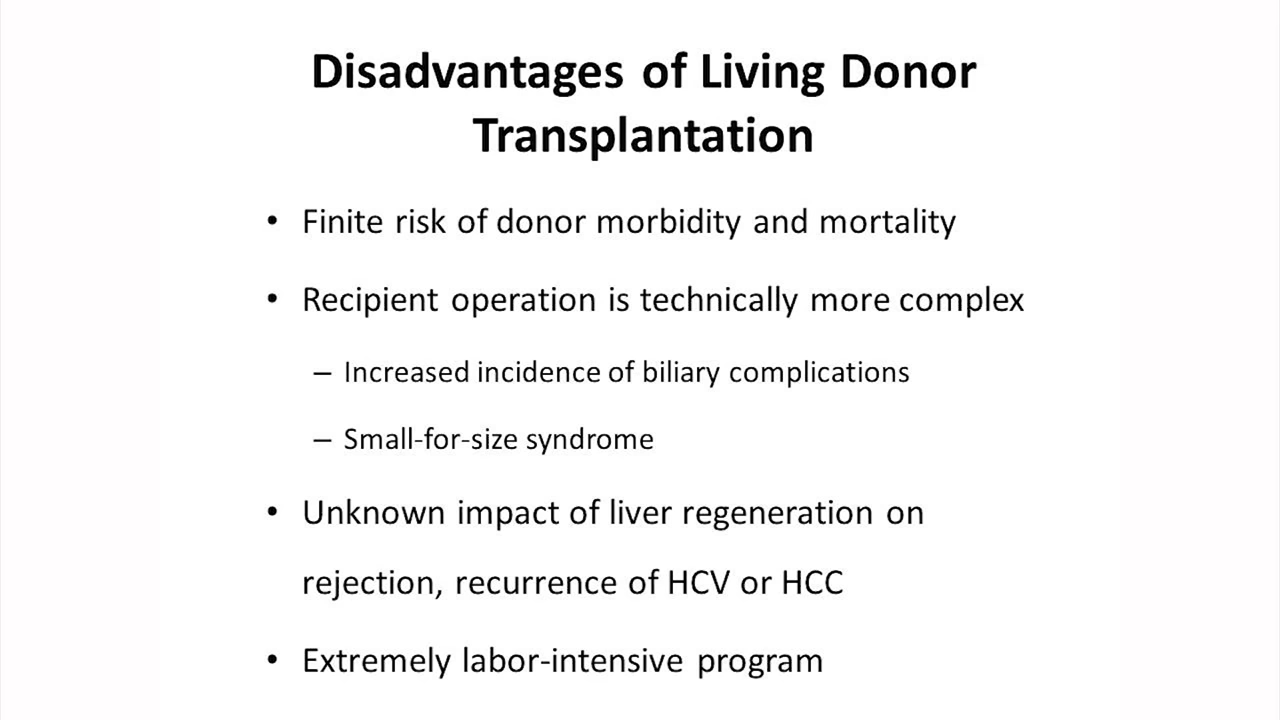 Disadvantages of Living Donor
Transplantation
• Finite risk of donor morbidity and mortality
• Recipient operation is technically more complex
– Increased incidence of biliary complications
– Small-for-size syndrome
• Unknown impact of liver regeneration on
rejection, recurrence of HCV or HCC
• Extremely labor-intensive program